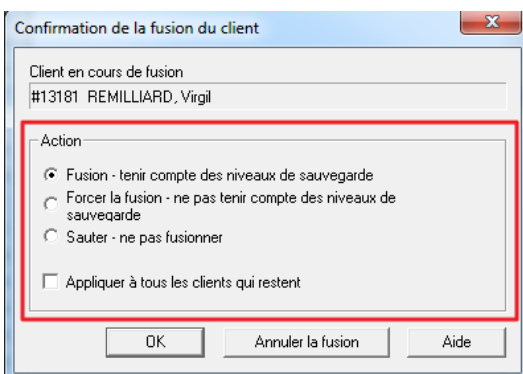 Confirmation de la fusion du client
Client en cours de fusion
#13181 REMILLIARD, Virgil
Action
Fusion - tenir compte des niveaux de sauvegarde
Forcer la fusion - ne pas tenir compte des niveaux de
sauvegarde
Sauter - ne pas fusionner
Appliquer à tous les clients qui restent
OK
Annuler la fusion
Aide